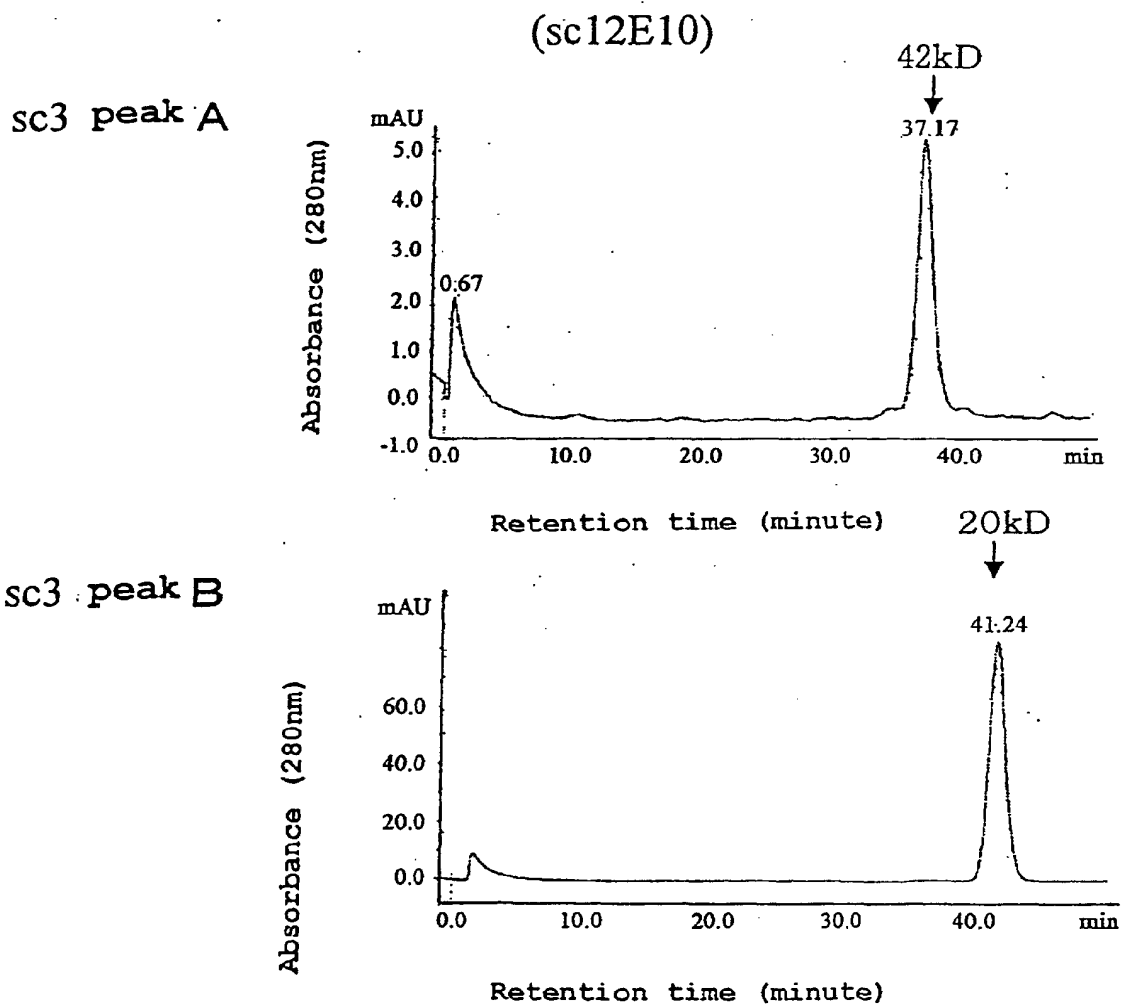 (sc12E10)
42kD
sc3 peak A
mAU
37.17
Absorbance (280nm)
5.0
4.0
3.0
0.67
2.0
1.0
0.0
-1.0
0.0 10.0 20.0 30.0 40.0 min
Retention time (minute)
20kD
sc3 peak B
mAU
41.24
Absorbance (280nm)
60.0
40.0
20.0
0.0
0.0 10.0 20.0 30.0 40.0 min
Retention time (minute)